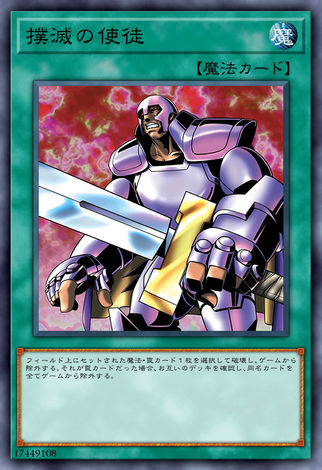 撲滅の使徒
魔
【魔法カード】
フィールド上にセットされた魔法・罠カード1枚を選択して破壊し、ゲームから
除外する。それが罠カードだった場合、お互いのデッキを確認し、同名カードを
全てゲームから除外する。
17449108